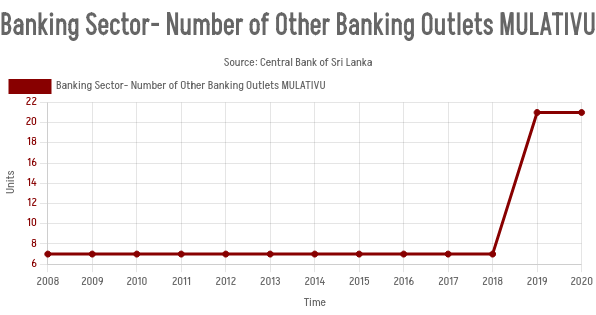 Banking Sector- Number of Other Banking Outlets MULATIVU
Source: Central Bank of Sri Lanka
Banking Sector- Number of Other Banking Outlets MULATIVU
22
20
18
16
14
12
10
8
6
Units
2008 2009 2010 2011 2012 2013 2014 2015 2016 2017 2018 2019 2020
Time